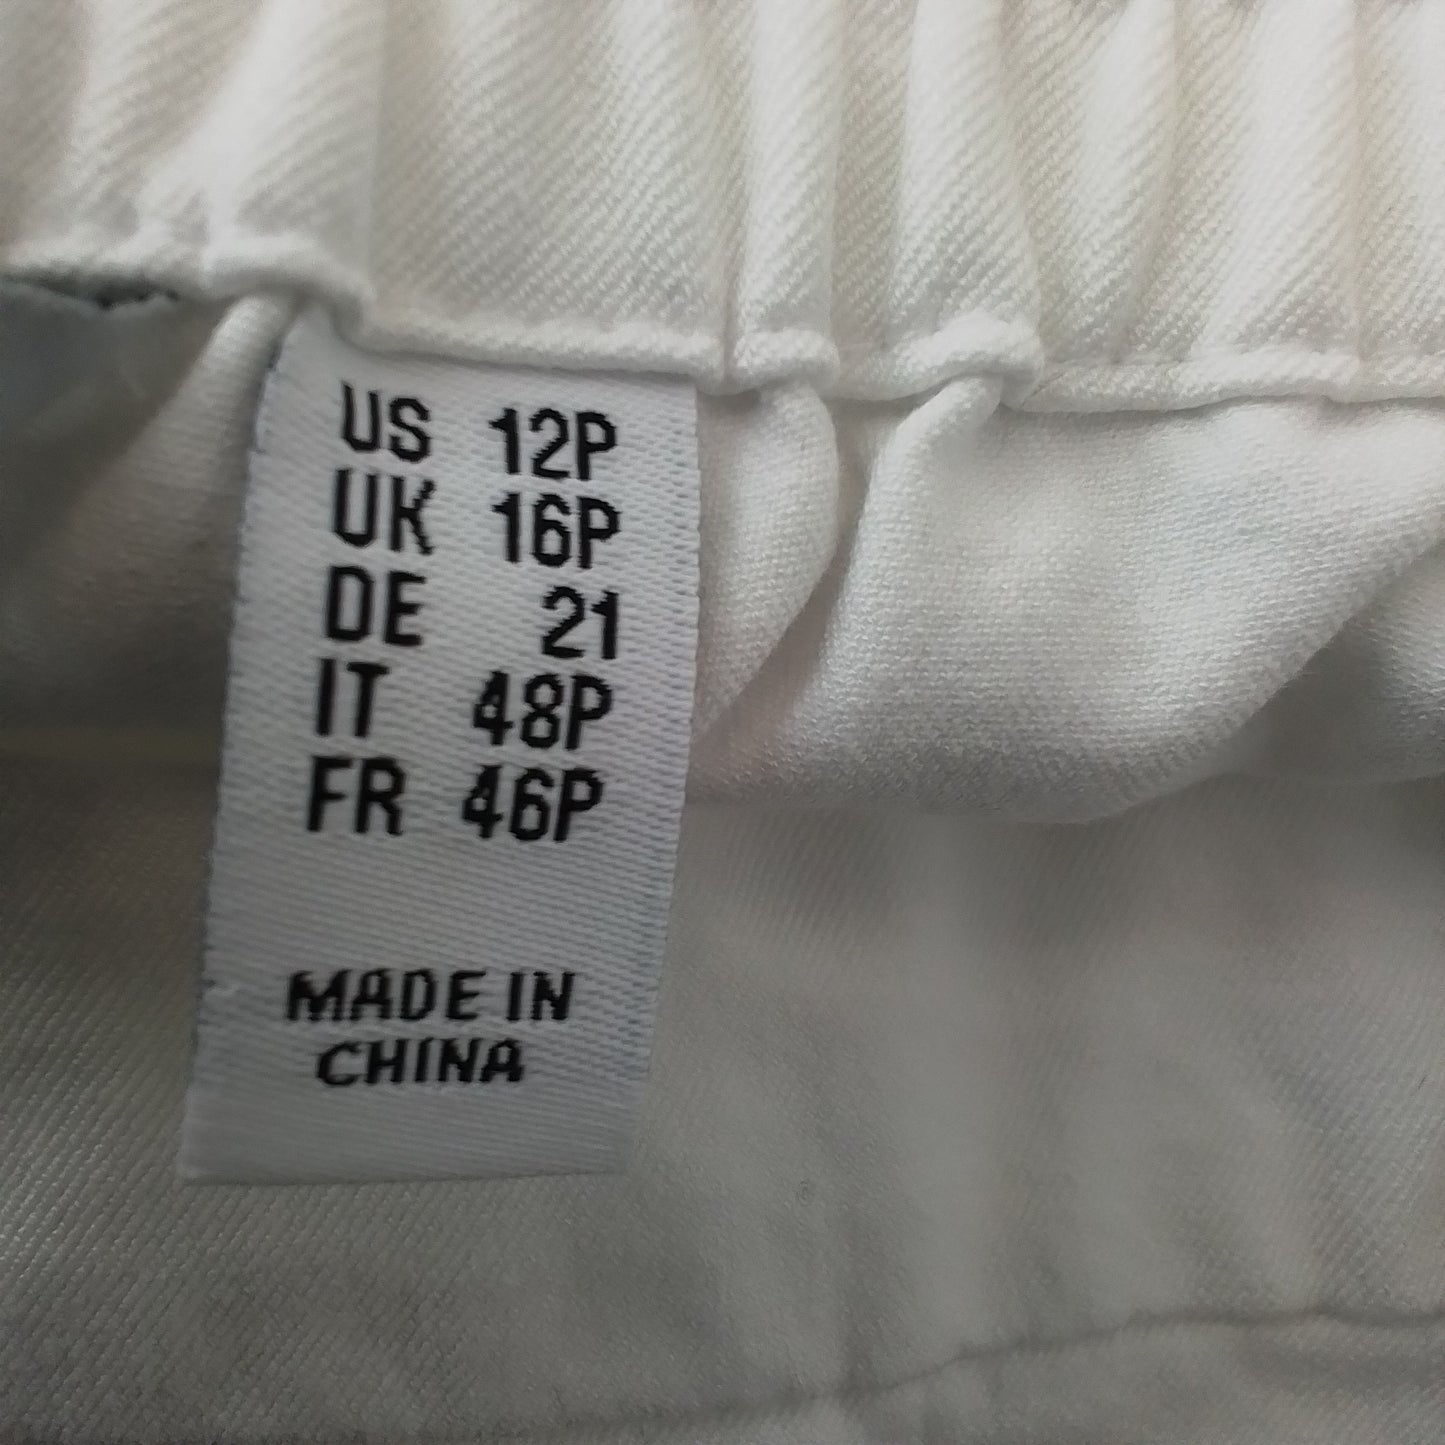 US 12P
UK 16P
DE 21
IT 48P
FR 46P
MADE IN
CHINA